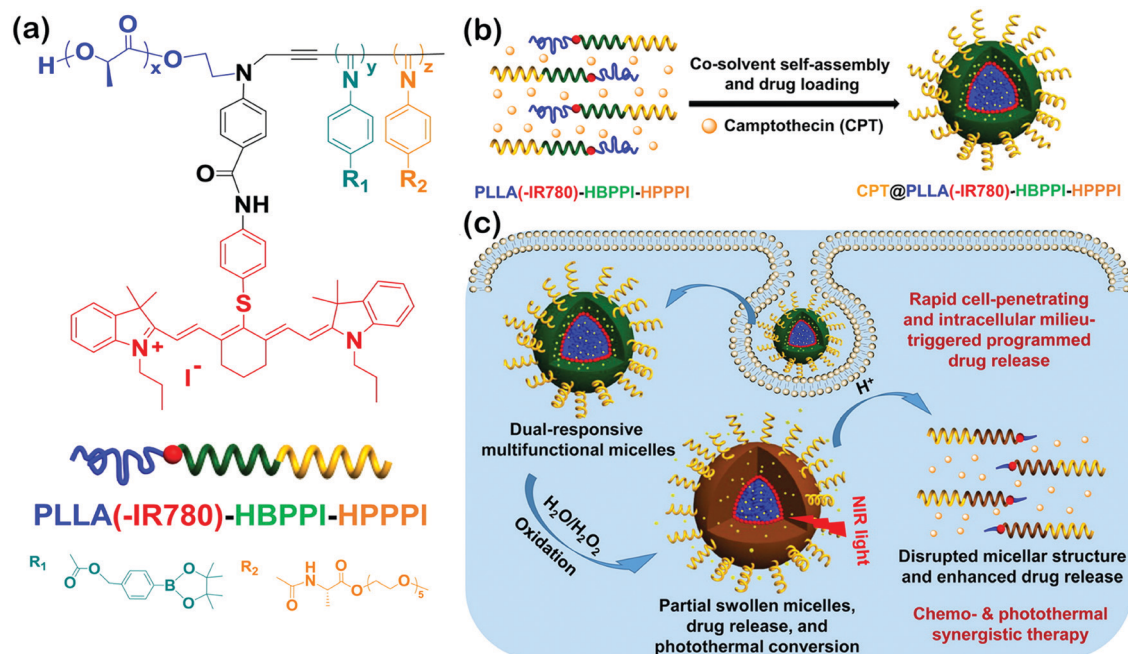 (a)
H
O
O
x
O
N
y
z
N
N
R1
R2
O
NH
S
N+
I-
N
PLLA(-IR780)-HBPPI-HPPPI
R1
O
O
B
O
O
R2
O
H
N
O
O
O
5
(b)
Co-solvent self-assembly
and drug loading
Camptothecin (CPT)
PLLA(-IR780)-HBPPI-HPPPI
CPT@PLLA(-IR780)-HBPPI-HPPPI
(c)
Rapid cell-penetrating
and intracellular milieu-
triggered programmed
drug release
Dual-responsive
multifunctional micelles
H+
H2O/H2O2
Oxidation
NIR light
Partial swollen micelles,
drug release, and
photothermal conversion
Disrupted micellar structure
and enhanced drug release
Chemo- & photothermal
synergistic therapy